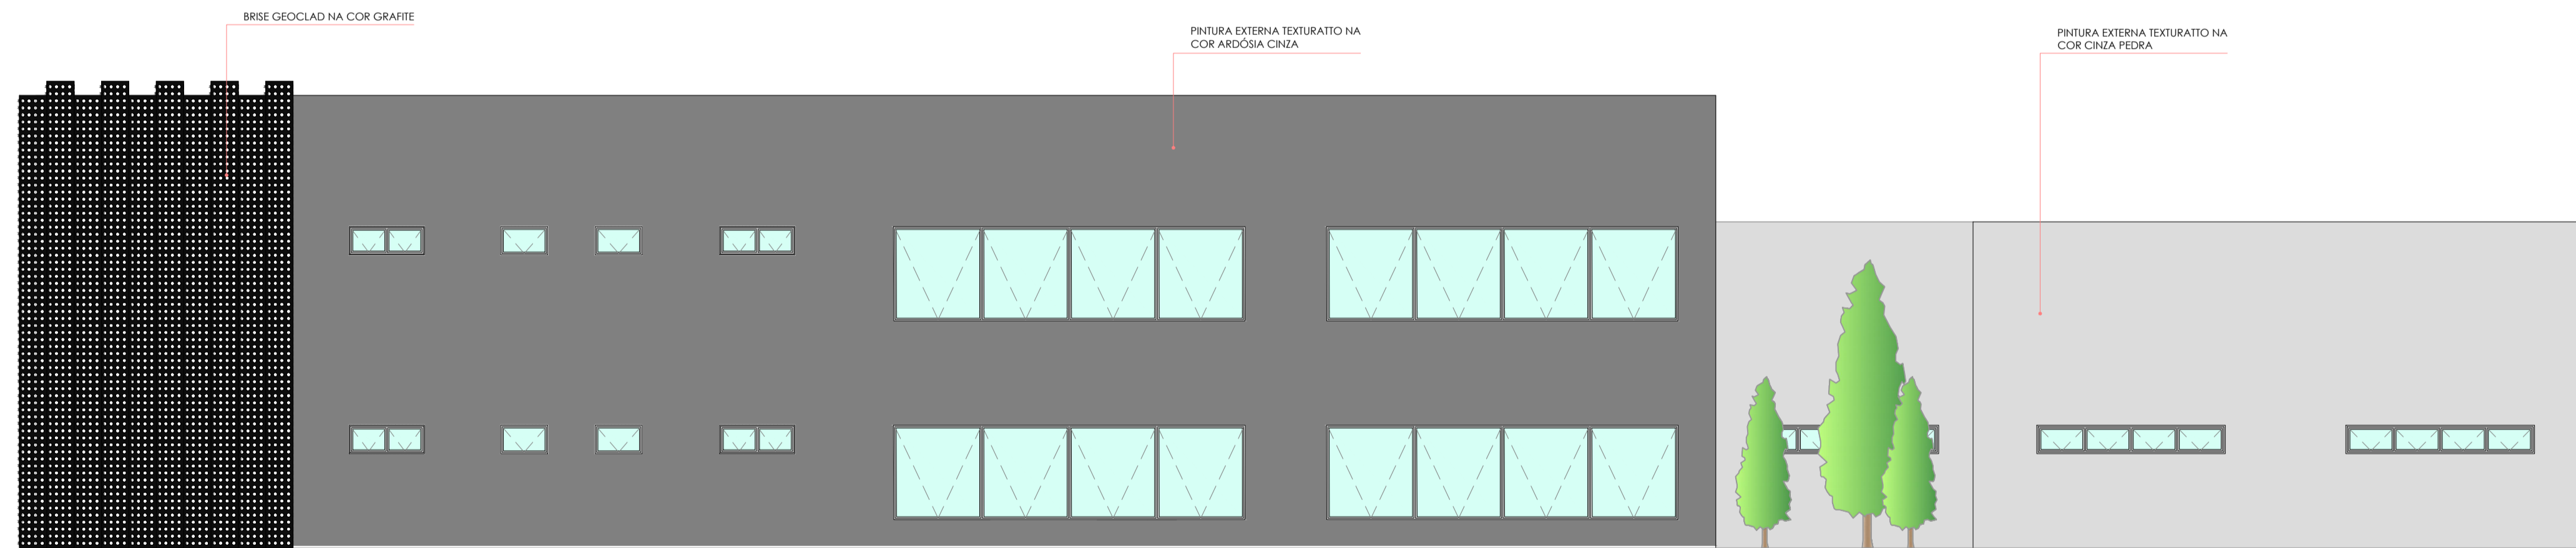 BRISE GEOCLAD NA COR GRAFITE
PINTURA EXTERNA TEXTURATTO NA
COR ARDÓSIA CINZA
PINTURA EXTERNA TEXTURATTO NA
COR CINZA PEDRA